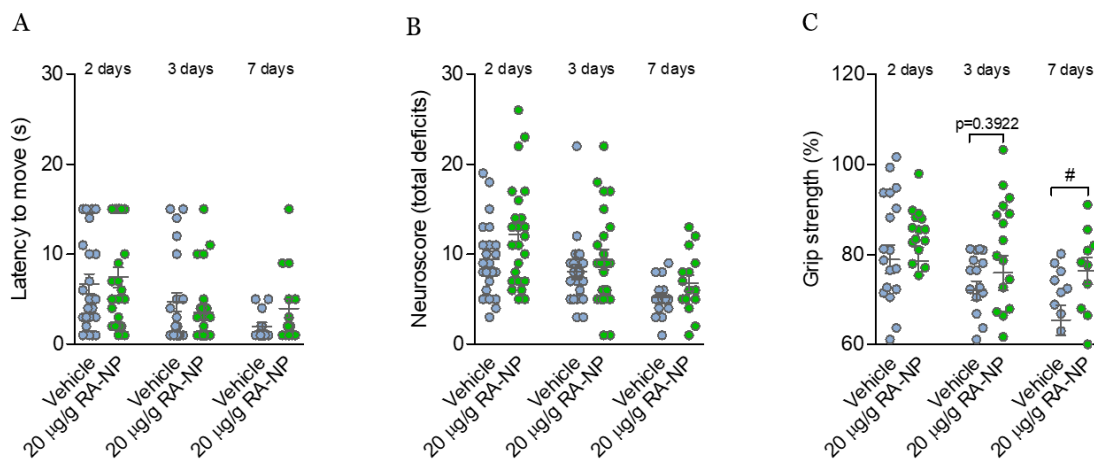 A
Latency to move (s)
2 days 3 days 7 days
30
20
10
0
Vehicle
20 µg/g RA-NP
Vehicle
20 µg/g RA-NP
Vehicle
20 µg/g RA-NP
B
Neuroscore (total deficits)
2 days 3 days 7 days
30
20
10
0
Vehicle
20 µg/g RA-NP
Vehicle
20 µg/g RA-NP
Vehicle
20 µg/g RA-NP
C
Grip strength (%)
2 days 3 days 7 days
120
100
80
60
p=0.3922
#
Vehicle
20 µg/g RA-NP
Vehicle
20 µg/g RA-NP
Vehicle
20 µg/g RA-NP